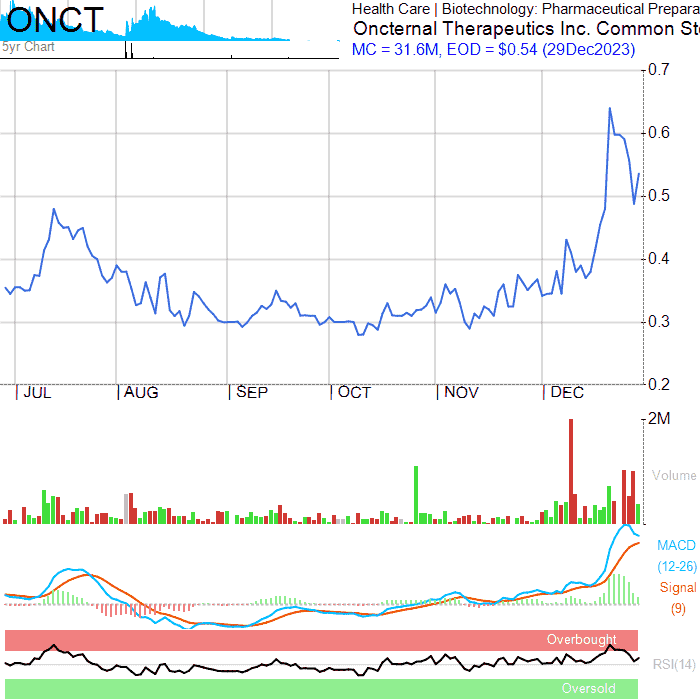 ONCT
5yr Chart
Health Care | Biotechnology: Pharmaceutical Prepara
Oncternal Therapeutics Inc. Common Sto
MC = 31.6M, EOD = $0.54 (29Dec2023)
0.7
0.6
0.5
0.4
0.3
0.2
JUL AUG SEP OCT NOV DEC
2M
Volume
MACD
(12-26)
Signal
(9)
Overbought
RSI(14)
Oversold